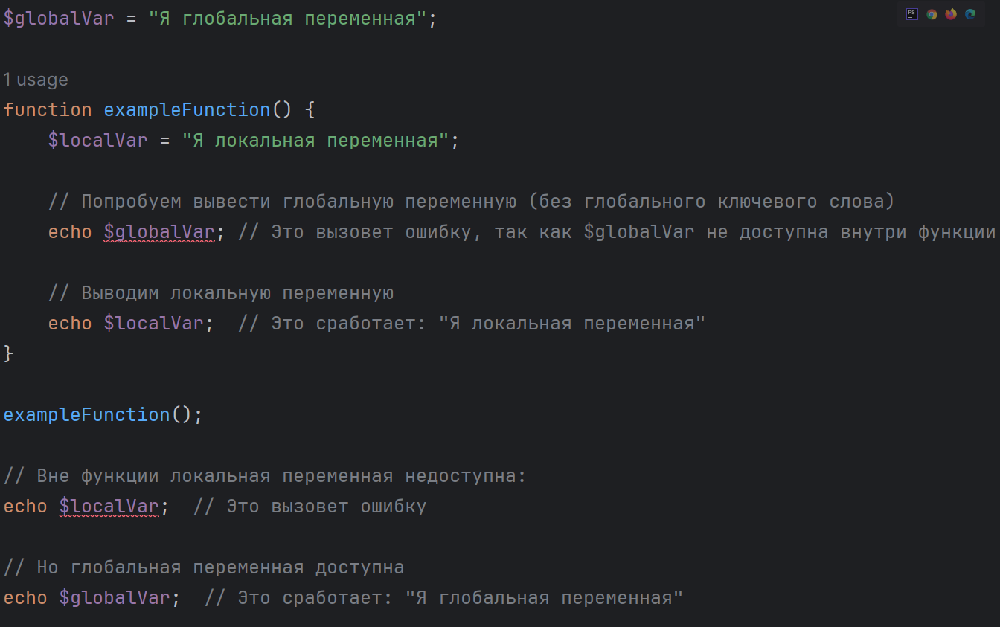 $globalVar = "Я глобальная переменная";
1 usage
function exampleFunction() {
$localVar = "Я локальная переменная";
// Попробуем вывести глобальную переменную (без глобального ключевого слова)
echo $globalVar; // Это вызовет ошибку, так как $globalVar не доступна внутри функции
// Выводим локальную переменную
echo $localVar;  // Это сработает: "Я локальная переменная"
}
exampleFunction();
// Вне функции локальная переменная недоступна:
echo $localVar;  // Это вызовет ошибку
// Но глобальная переменная доступна
echo $globalVar;  // Это сработает: "Я глобальная переменная"